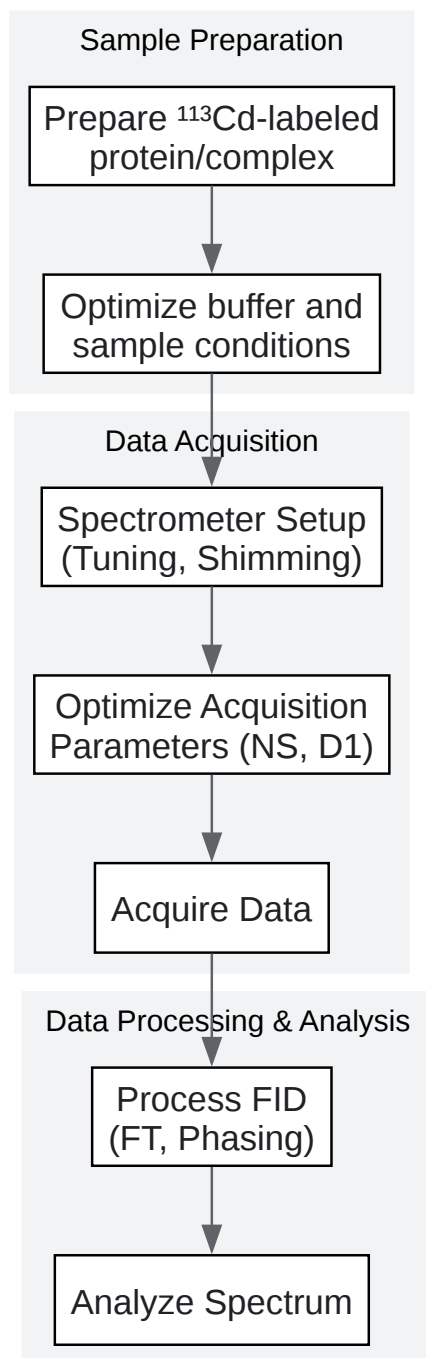 Sample Preparation
Prepare ¹¹³Cd-labeled
protein/complex
Optimize buffer and
sample conditions
Data Acquisition
Spectrometer Setup
(Tuning, Shimming)
Optimize Acquisition
Parameters (NS, D1)
Acquire Data
Data Processing & Analysis
Process FID
(FT, Phasing)
Analyze Spectrum